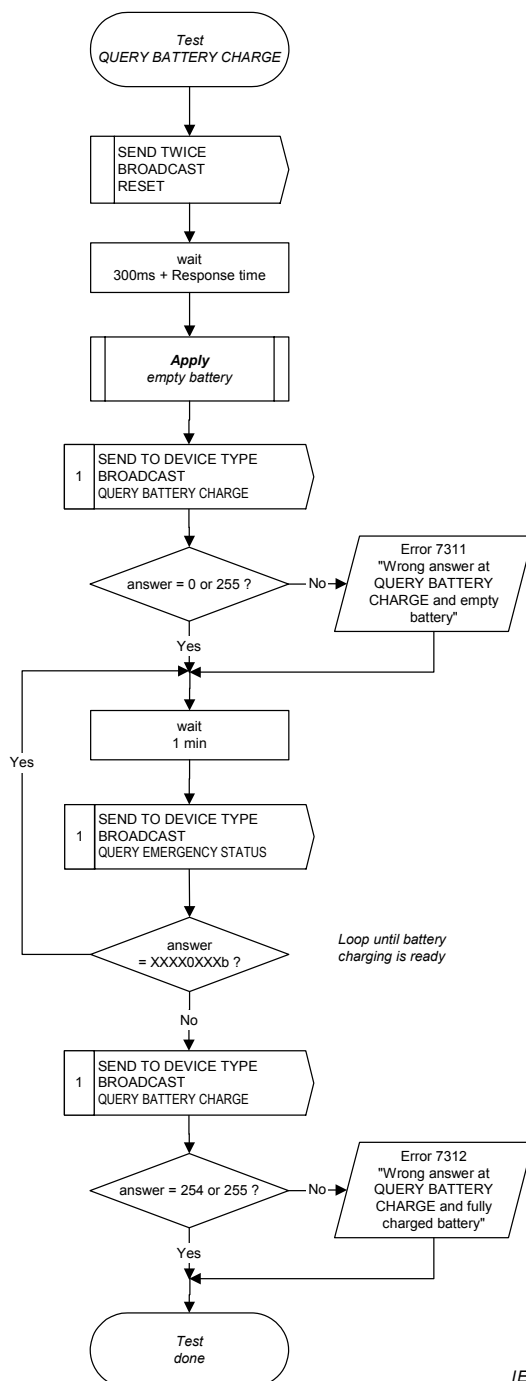 Test
QUERY BATTERY CHARGE
SEND TWICE
BROADCAST
RESET
wait
300ms + Response time
Apply
empty battery
1
SEND TO DEVICE TYPE
BROADCAST
QUERY BATTERY CHARGE
answer = 0 or 255 ?
No
Error 7311
"Wrong answer at
QUERY BATTERY
CHARGE and empty
battery"
Yes
wait
1 min
Yes
1
SEND TO DEVICE TYPE
BROADCAST
QUERY EMERGENCY STATUS
answer
= XXXX0XXXb ?
Loop until battery
charging is ready
No
1
SEND TO DEVICE TYPE
BROADCAST
QUERY BATTERY CHARGE
answer = 254 or 255 ?
No
Error 7312
"Wrong answer at
QUERY BATTERY
CHARGE and fully
charged battery"
Yes
Test
done